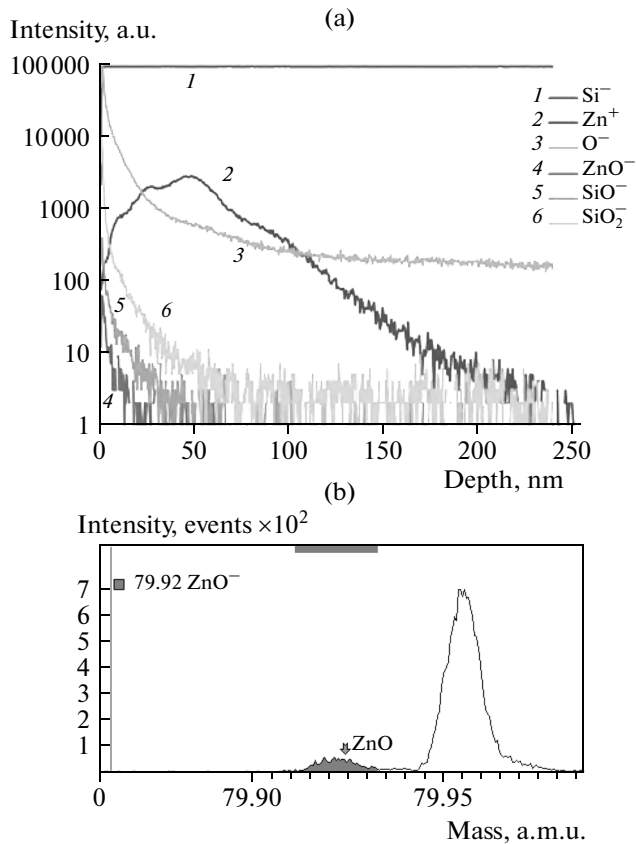 (a)
Intensity, a.u.
100 000
10 000
1000
100
10
1
0
50
100
150
200
250
Depth, nm
1
2
3
4
5
6
1 Si⁻
2 Zn⁺
3 O⁻
4 ZnO⁻
5 SiO⁻
6 SiO₂⁻
(b)
Intensity, events ×10²
79.92 ZnO⁻
7
6
5
4
3
2
1
ZnO
0
79.90
79.95
Mass, a.m.u.